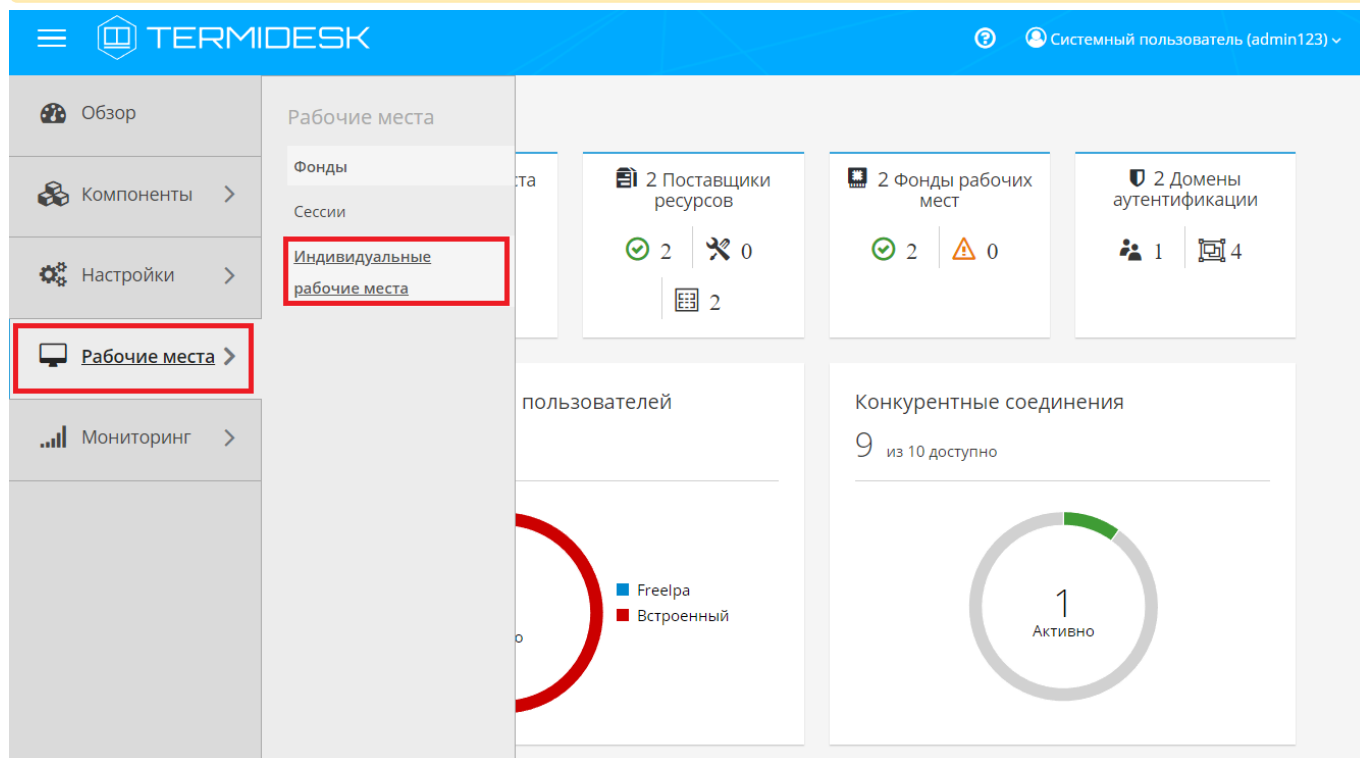 TERMIDESK
Системный пользователь (admin123)
Обзор
Компоненты
Настройки
Рабочие места
Мониторинг
Рабочие места
Фонды
Сессии
Индивидуальные
рабочие места
та
2 Поставщики
ресурсов
2
0
2
2 Фонды рабочих
мест
2
0
2 Домены
аутентификации
1
4
пользователей
о
FreeIpa
Встроенный
Конкурентные соединения
9 из 10 доступно
1
Активно